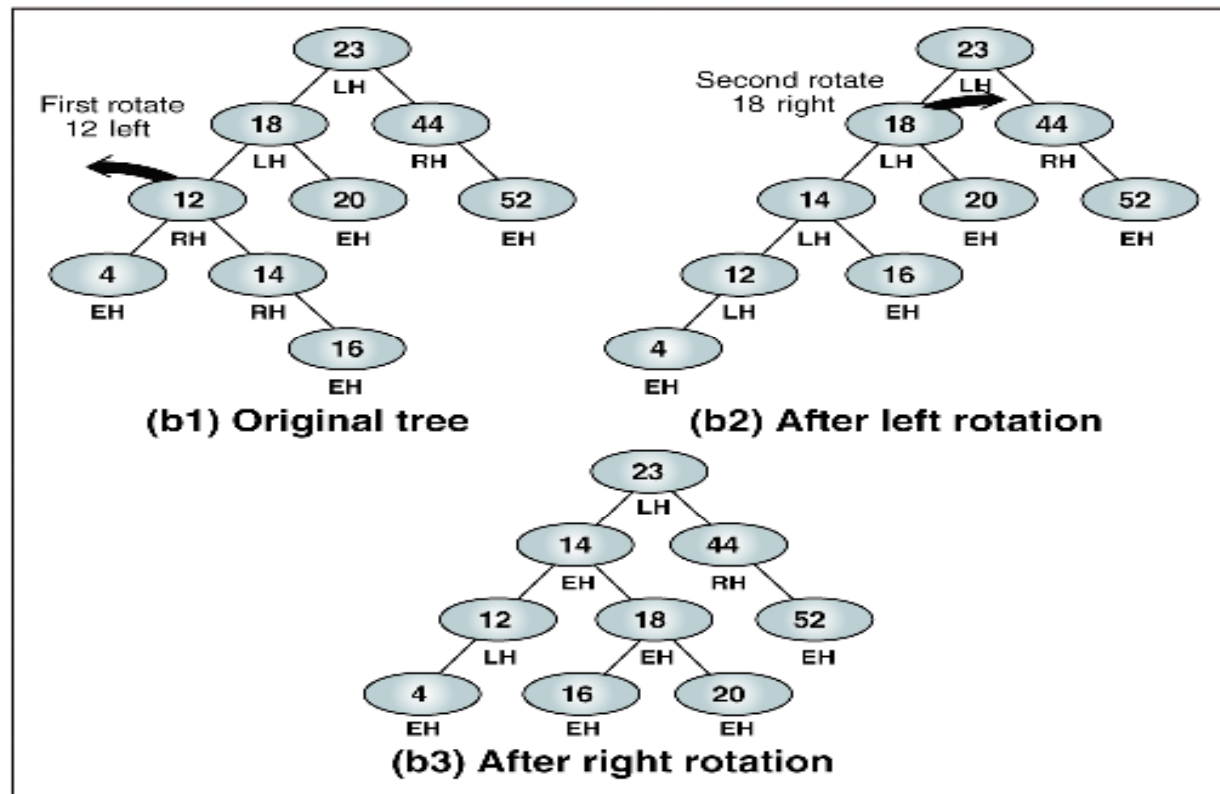 23
LH
First rotate
12 left
18
44
LH
RH
12
20
52
RH
EH
EH
4
14
EH
RH
16
EH
(b1) Original tree
23
LH
Second rotate
18 right
18
44
LH
RH
14
20
52
LH
EH
EH
12
16
LH
EH
4
EH
(b2) After left rotation
23
LH
14
44
EH
RH
12
18
52
LH
EH
EH
4
16
20
EH
EH
EH
(b3) After right rotation